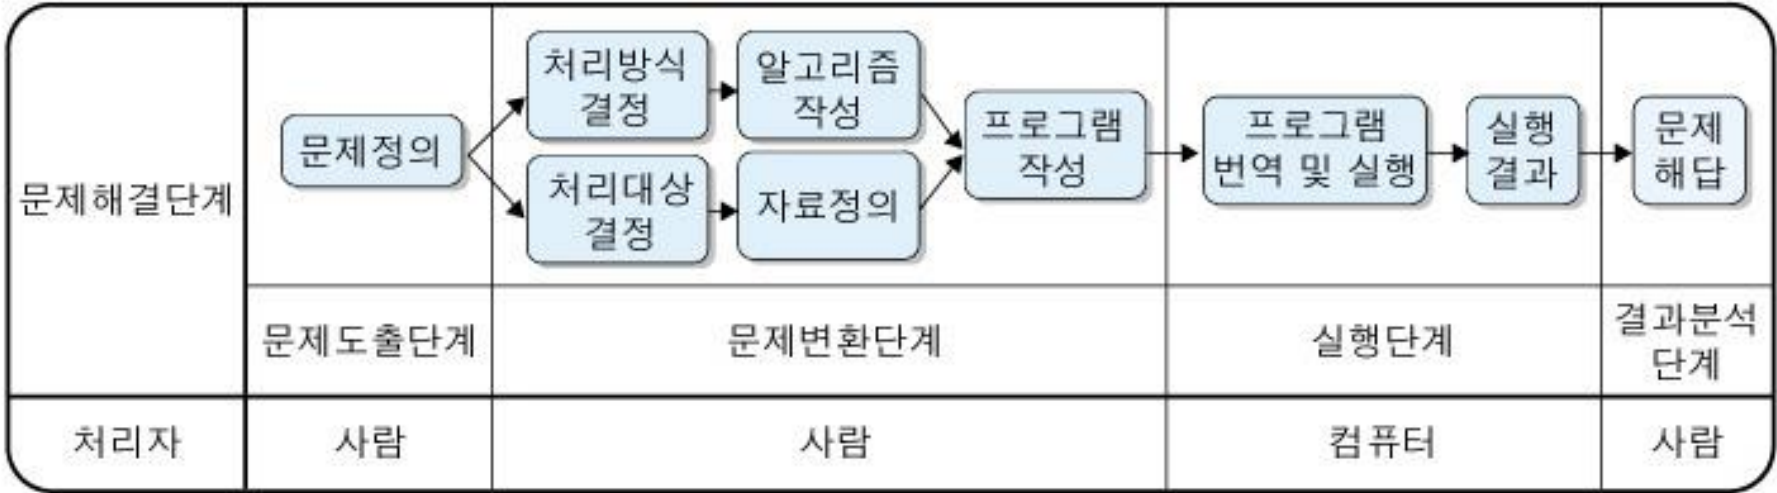 문제해결단계
문제정의
처리방식
결정
알고리즘
작성
처리대상
결정
자료정의
프로그램
작성
프로그램
번역 및 실행
실행
결과
문제
해답
문제도출단계
문제변환단계
실행단계
결과분석
단계
처리자
사람
사람
컴퓨터
사람